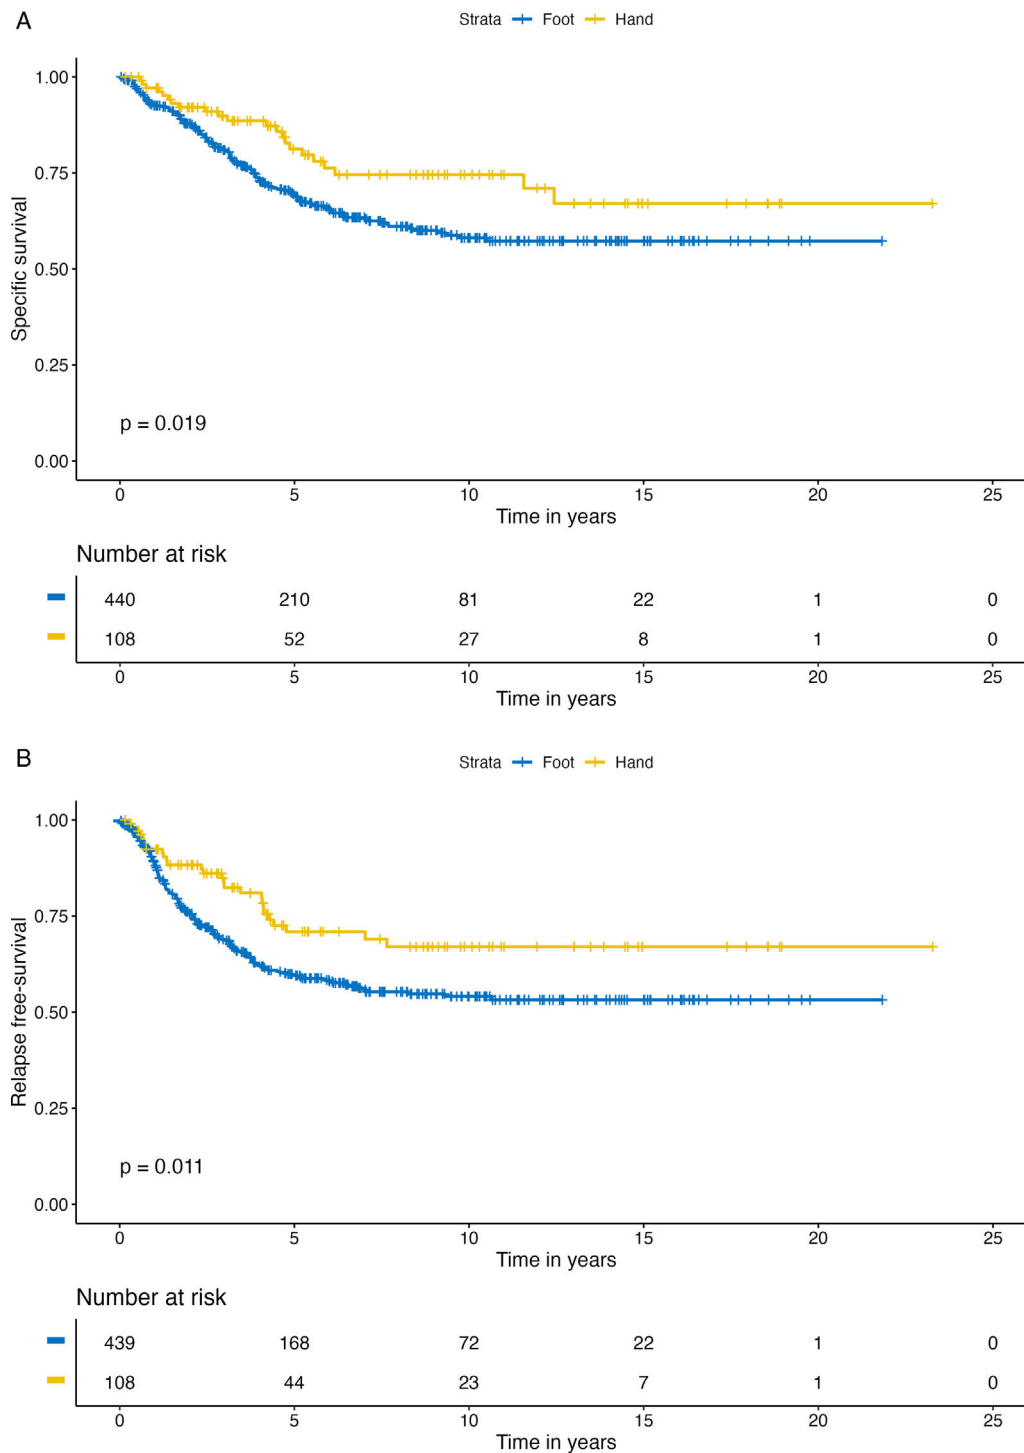 A
Strata Foot Hand
1.00
0.75
0.50
0.25
0.00
Specific survival
p = 0.019
0 5 10 15 20 25
Time in years
Number at risk
440 210 81 22 1 0
108 52 27 8 1 0
0 5 10 15 20 25
Time in years
B
Strata Foot Hand
1.00
0.75
0.50
0.25
0.00
Relapse free-survival
p = 0.011
0 5 10 15 20 25
Time in years
Number at risk
439 168 72 22 1 0
108 44 23 7 1 0
0 5 10 15 20 25
Time in years